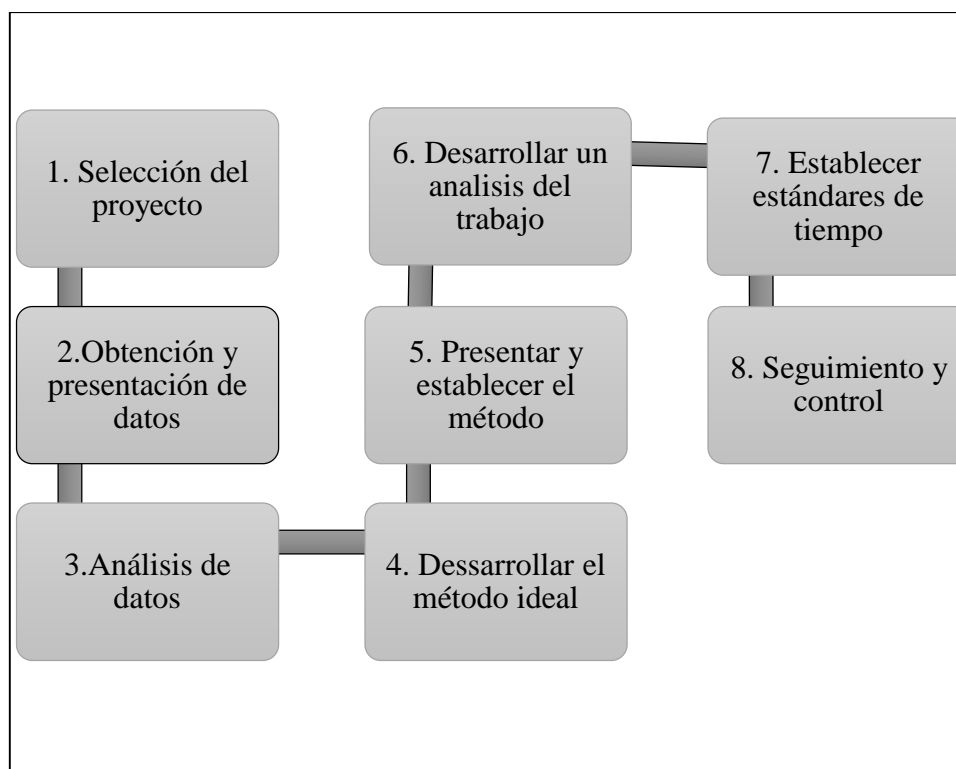 1. Selección del
proyecto
2.Obtención y
presentación de
datos
3.Análisis de
datos
4. Dessarrollar el
método ideal
5. Presentar y
establecer el
método
6. Desarrollar un
analisis del
trabajo
7. Establecer
estándares de
tiempo
8. Seguimiento y
control